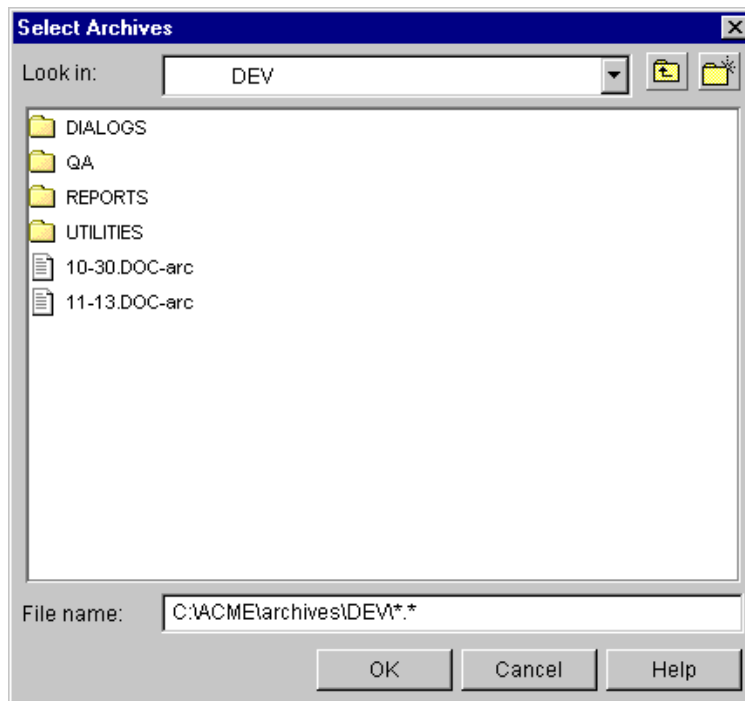 Select Archives
Look in: DEV
DIALOGS
QA
REPORTS
UTILITIES
10-30.DOC-arc
11-13.DOC-arc
File name: C:\ACME\archives\DEV\*.*
OK Cancel Help